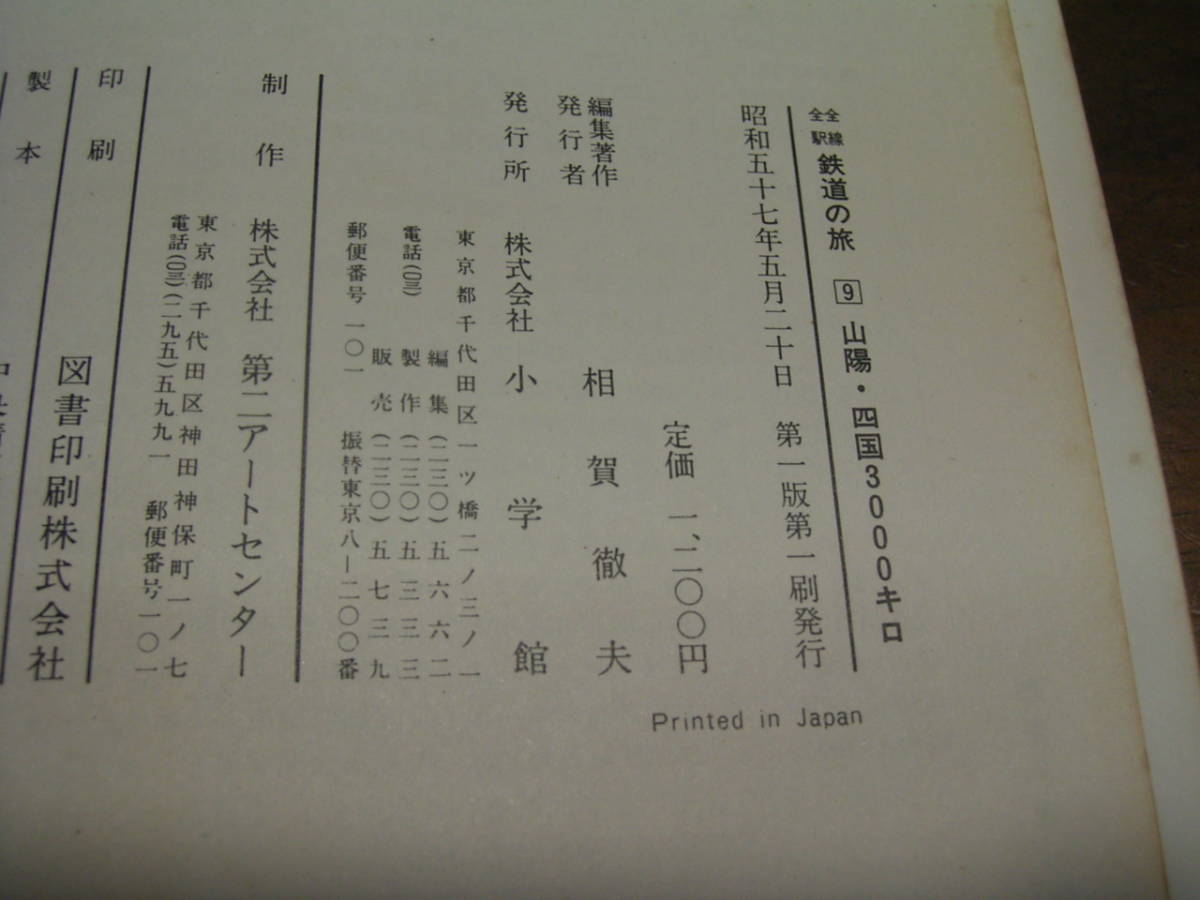 全線全駅 鉄道の旅 9 山陽・四国3000キロ
昭和五十七年五月二十日 第一版第一刷発行
定価 一、二〇〇円
編集著作
発行者 相賀徹夫
発行所 株式会社 小学館
東京都千代田区一ツ橋二ノ三ノ一
電話(〇三) 編集(二三〇)五六六二
製作(二三〇)五三三三
販売(二三〇)五七三九
郵便番号 一〇一 振替東京八―二〇〇番
制作 株式会社 第二アートセンター
東京都千代田区神田神保町一ノ七
電話(〇三)(二九五)五九九一 郵便番号一〇一
印刷 図書印刷株式会社
製本
Printed in Japan